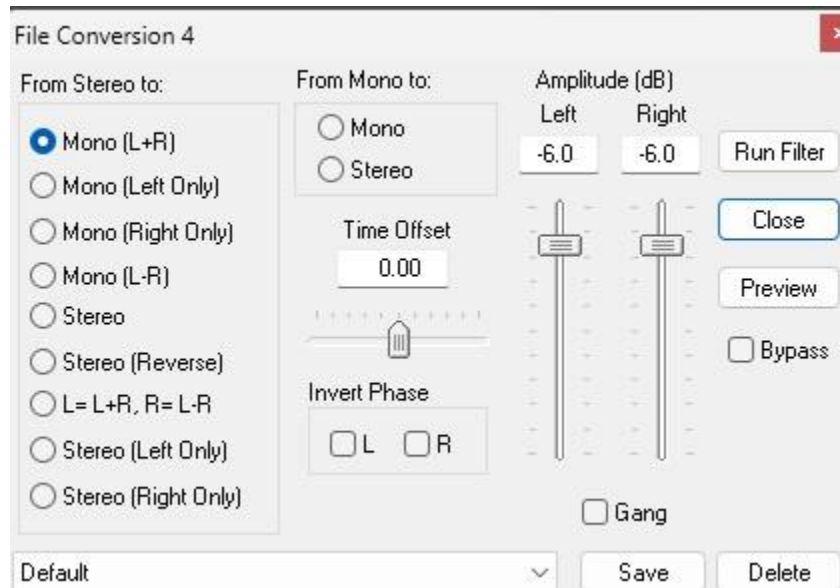 File Conversion 4
From Stereo to:
Mono (L+R)
Mono (Left Only)
Mono (Right Only)
Mono (L-R)
Stereo
Stereo (Reverse)
L= L+R, R= L-R
Stereo (Left Only)
Stereo (Right Only)
From Mono to:
Mono
Stereo
Time Offset
0.00
Invert Phase
L R
Amplitude (dB)
Left Right
-6.0 -6.0
Gang
Run Filter
Close
Preview
Bypass
Default
Save
Delete